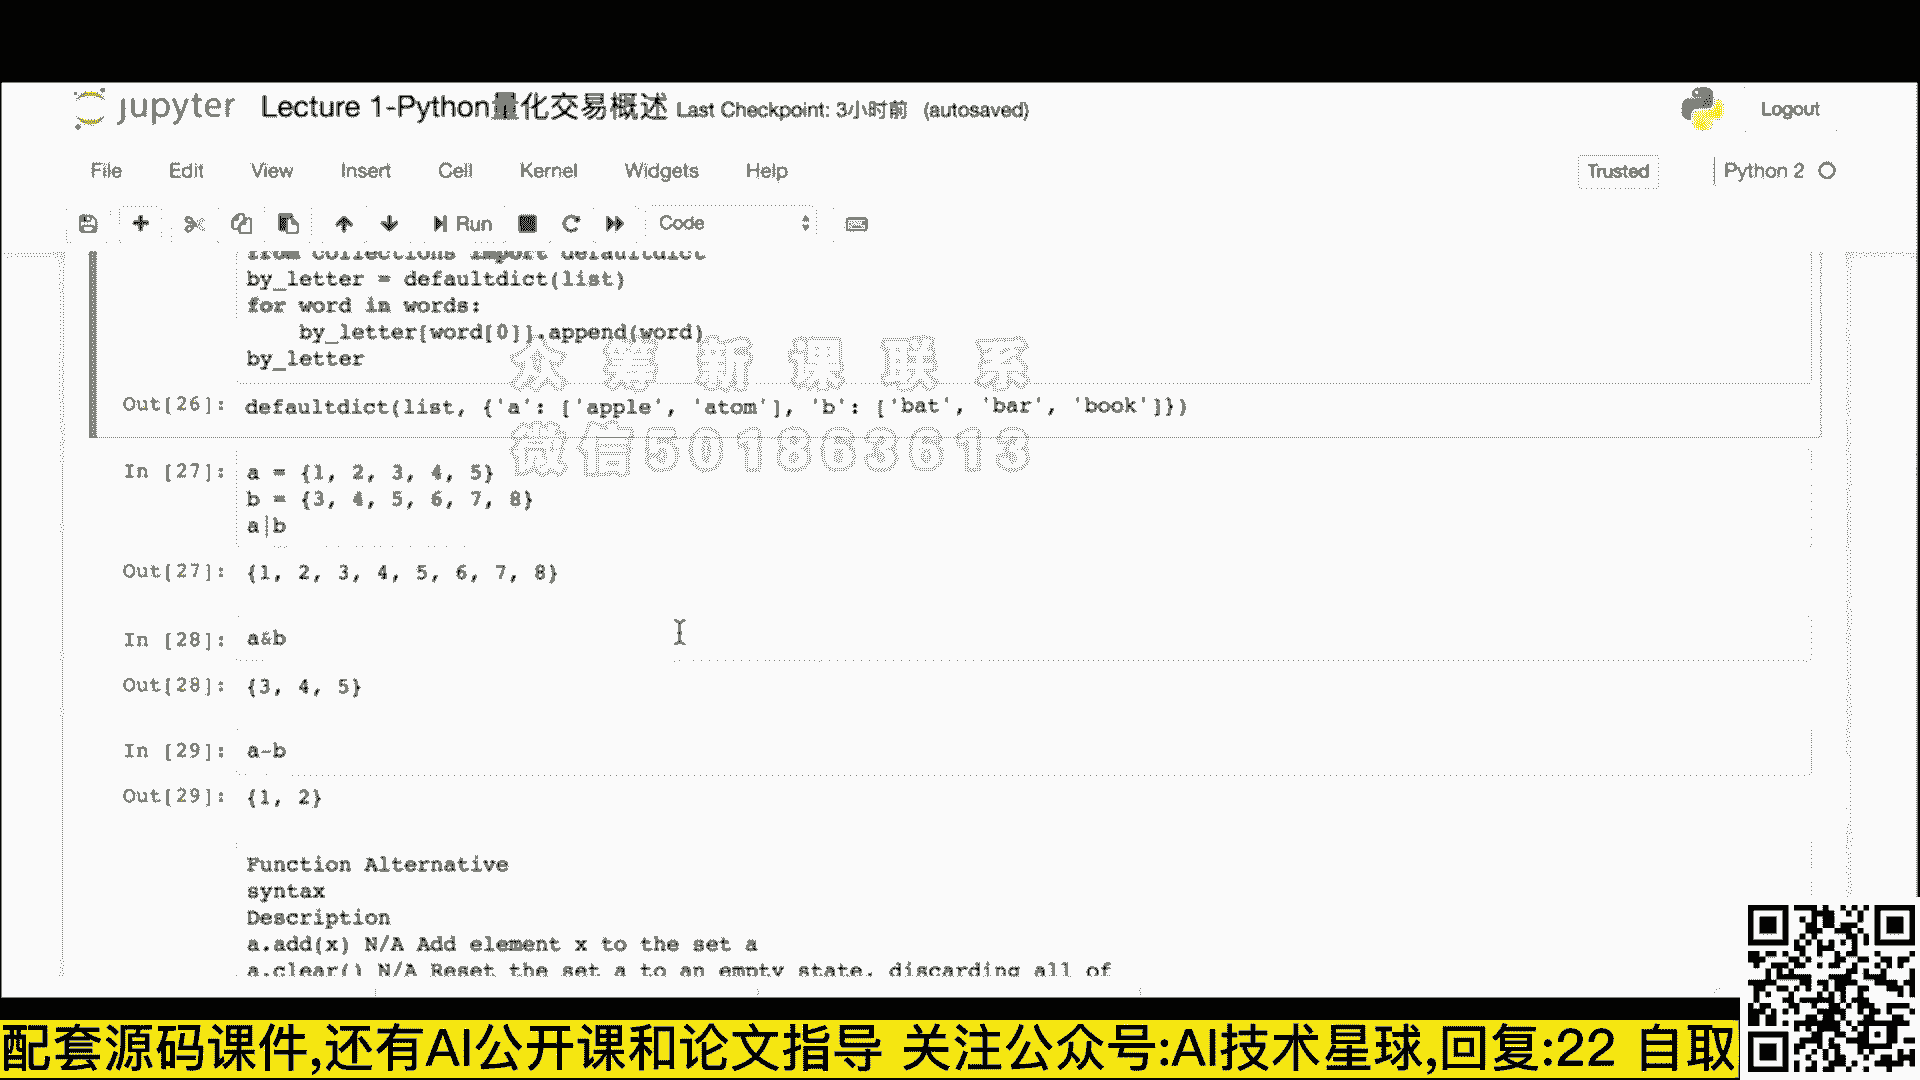 jupyter Lecture 1-Python量化交易概述 Last Checkpoint: 3小时前 (autosaved) Logout
File Edit View Insert Cell Kernel Widgets Help Trusted Python 2
Run Code
from collections import defaultdict
by_letter = defaultdict(list)
for word in words:
    by_letter[word[0]].append(word)
by_letter
众筹新课联系
Out[26]: defaultdict(list, {'a': ['apple', 'atom'], 'b': ['bat', 'bar', 'book']})
微信501863613
In [27]: a = {1, 2, 3, 4, 5}
b = {3, 4, 5, 6, 7, 8}
a|b
Out[27]: {1, 2, 3, 4, 5, 6, 7, 8}
In [28]: a&b
Out[28]: {3, 4, 5}
In [29]: a-b
Out[29]: {1, 2}
Function Alternative
syntax
Description
a.add(x) N/A Add element x to the set a
a.clear() N/A Reset the set a to an empty state, discarding all of
配套源码课件,还有AI公开课和论文指导 关注公众号:AI技术星球,回复:22 自取